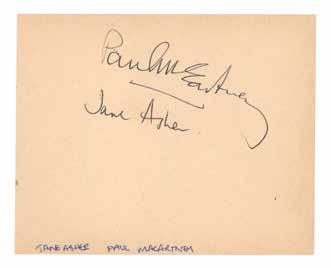 Paul McCartney
Jane Asher.
JANE ASHER PAUL MACARTNEY